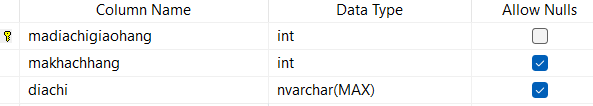 Column Name Data Type Allow Nulls
madiachigiaohang int
makhachhang int
diachi nvarchar(MAX)